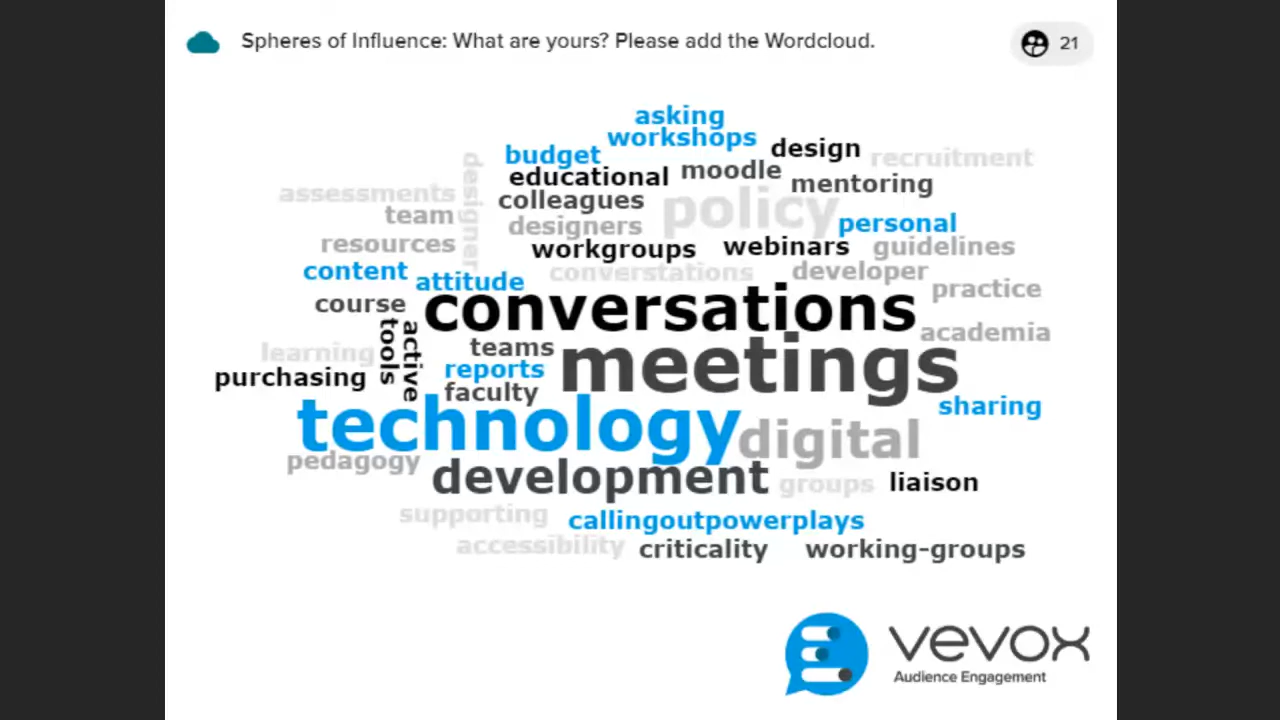 Spheres of Influence: What are yours? Please add the Wordcloud.
21
asking
workshops
budget
design
recruitment
educational
moodle
mentoring
assessments
designer
colleagues
policy
team
designers
personal
resources
workgroups
webinars
guidelines
content
attitude
converstations
developer
practice
course
conversations
academia
tools
active
learning
teams
meetings
purchasing
reports
faculty
sharing
technology
digital
pedagogy
development
groups
liaison
supporting
callingoutpowerplays
accessibility
criticality
working-groups
vevox
Audience Engagement